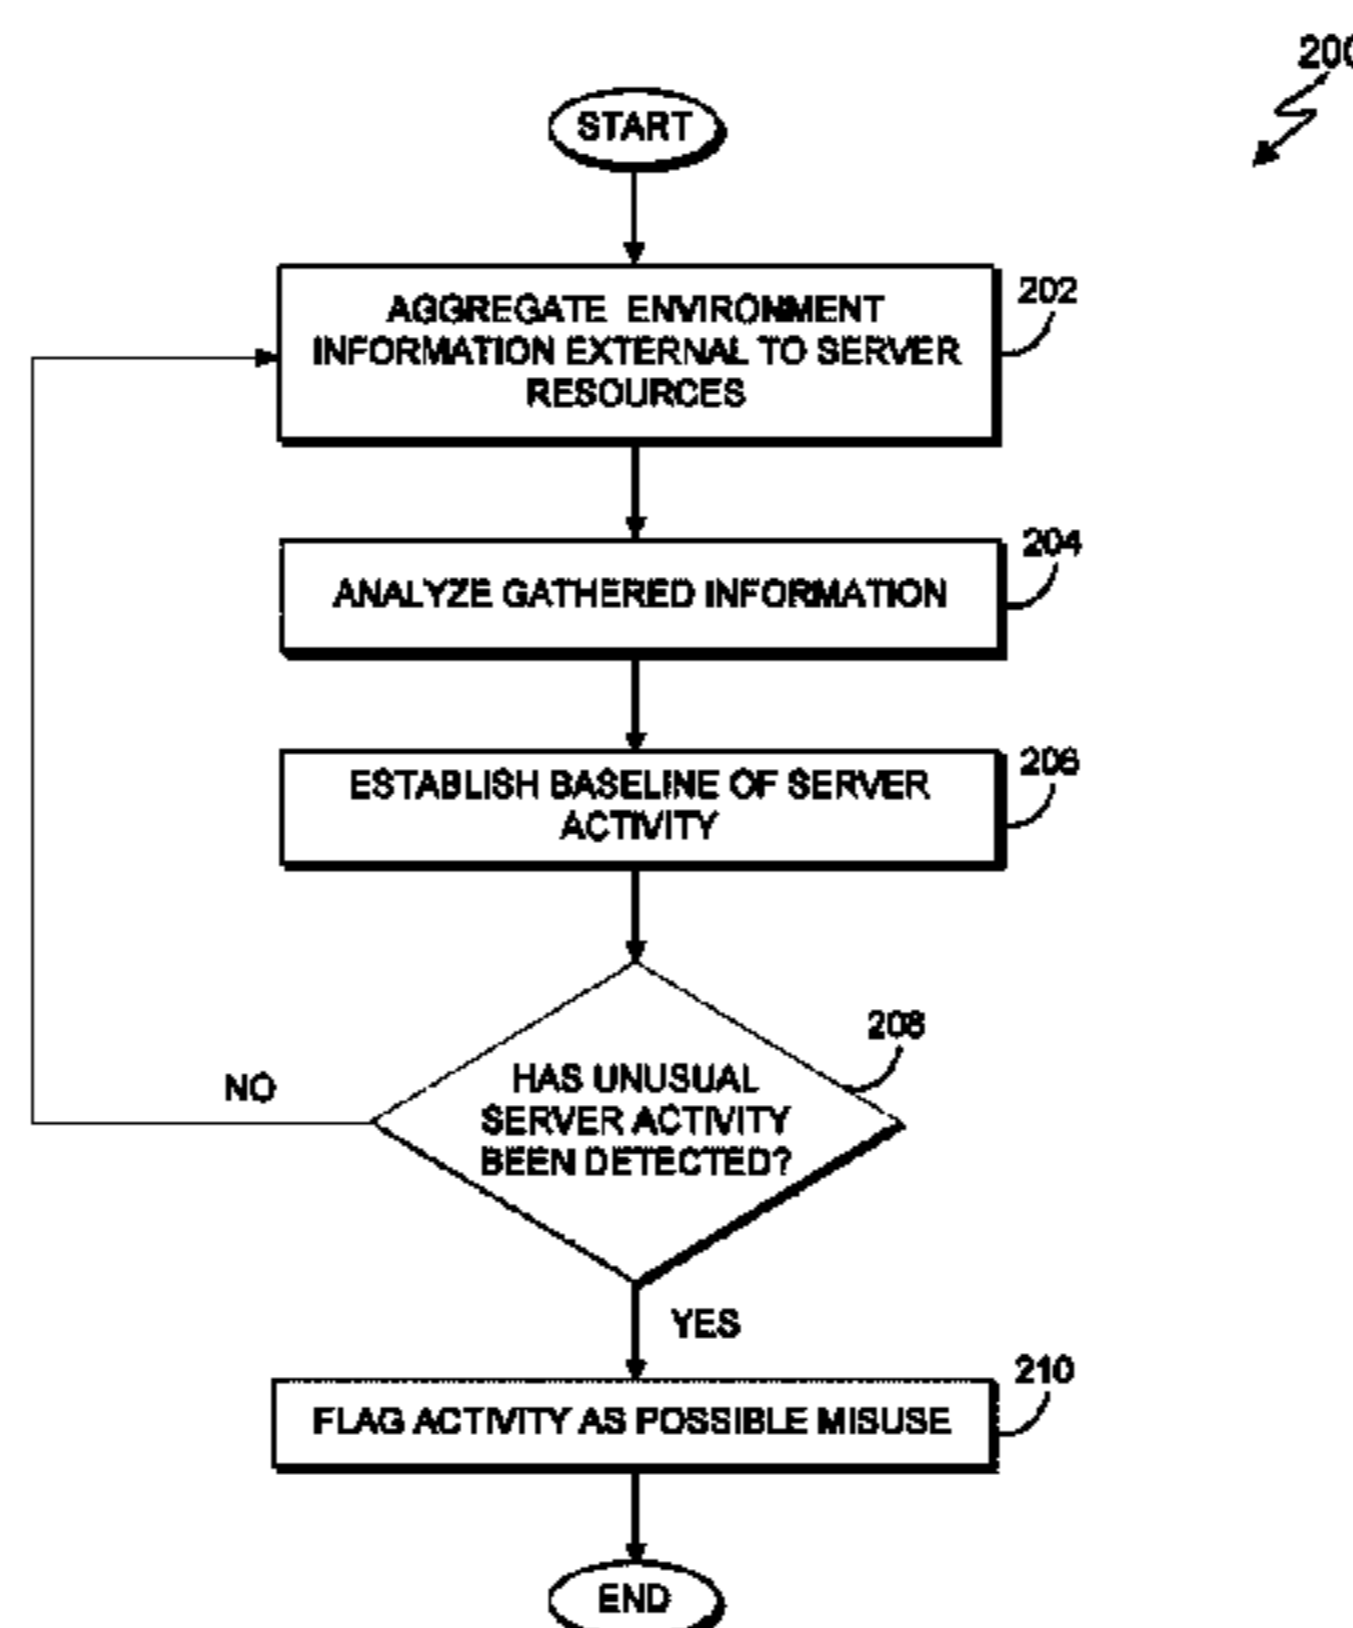 200
START
AGGREGATE ENVIRONMENT
INFORMATION EXTERNAL TO SERVER
RESOURCES
202
ANALYZE GATHERED INFORMATION
204
ESTABLISH BASELINE OF SERVER
ACTIVITY
206
HAS UNUSUAL
SERVER ACTIVITY
BEEN DETECTED?
208
NO
YES
FLAG ACTIVITY AS POSSIBLE MISUSE
210
END